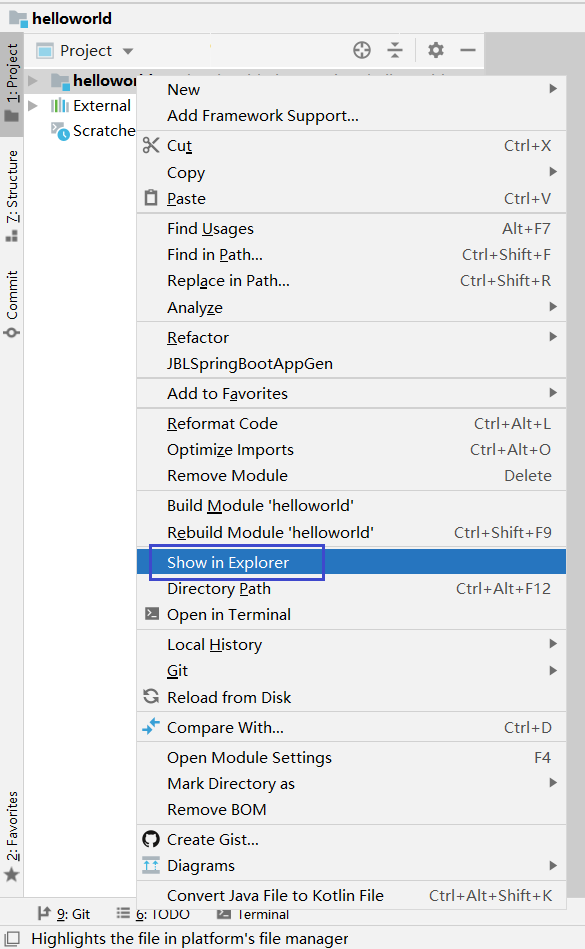 helloworld
Project
1: Project
helloworl
External
Scratche
7: Structure
Commit
2: Favorites
New
Add Framework Support...
Cut Ctrl+X
Copy
Paste Ctrl+V
Find Usages Alt+F7
Find in Path... Ctrl+Shift+F
Replace in Path... Ctrl+Shift+R
Analyze
Refactor
JBLSpringBootAppGen
Add to Favorites
Reformat Code Ctrl+Alt+L
Optimize Imports Ctrl+Alt+O
Remove Module Delete
Build Module 'helloworld'
Rebuild Module 'helloworld' Ctrl+Shift+F9
Show in Explorer
Directory Path Ctrl+Alt+F12
Open in Terminal
Local History
Git
Reload from Disk
Compare With... Ctrl+D
Open Module Settings F4
Mark Directory as
Remove BOM
Create Gist...
Diagrams
Convert Java File to Kotlin File Ctrl+Alt+Shift+K
9: Git 6: TODO Terminal
Highlights the file in platform's file manager